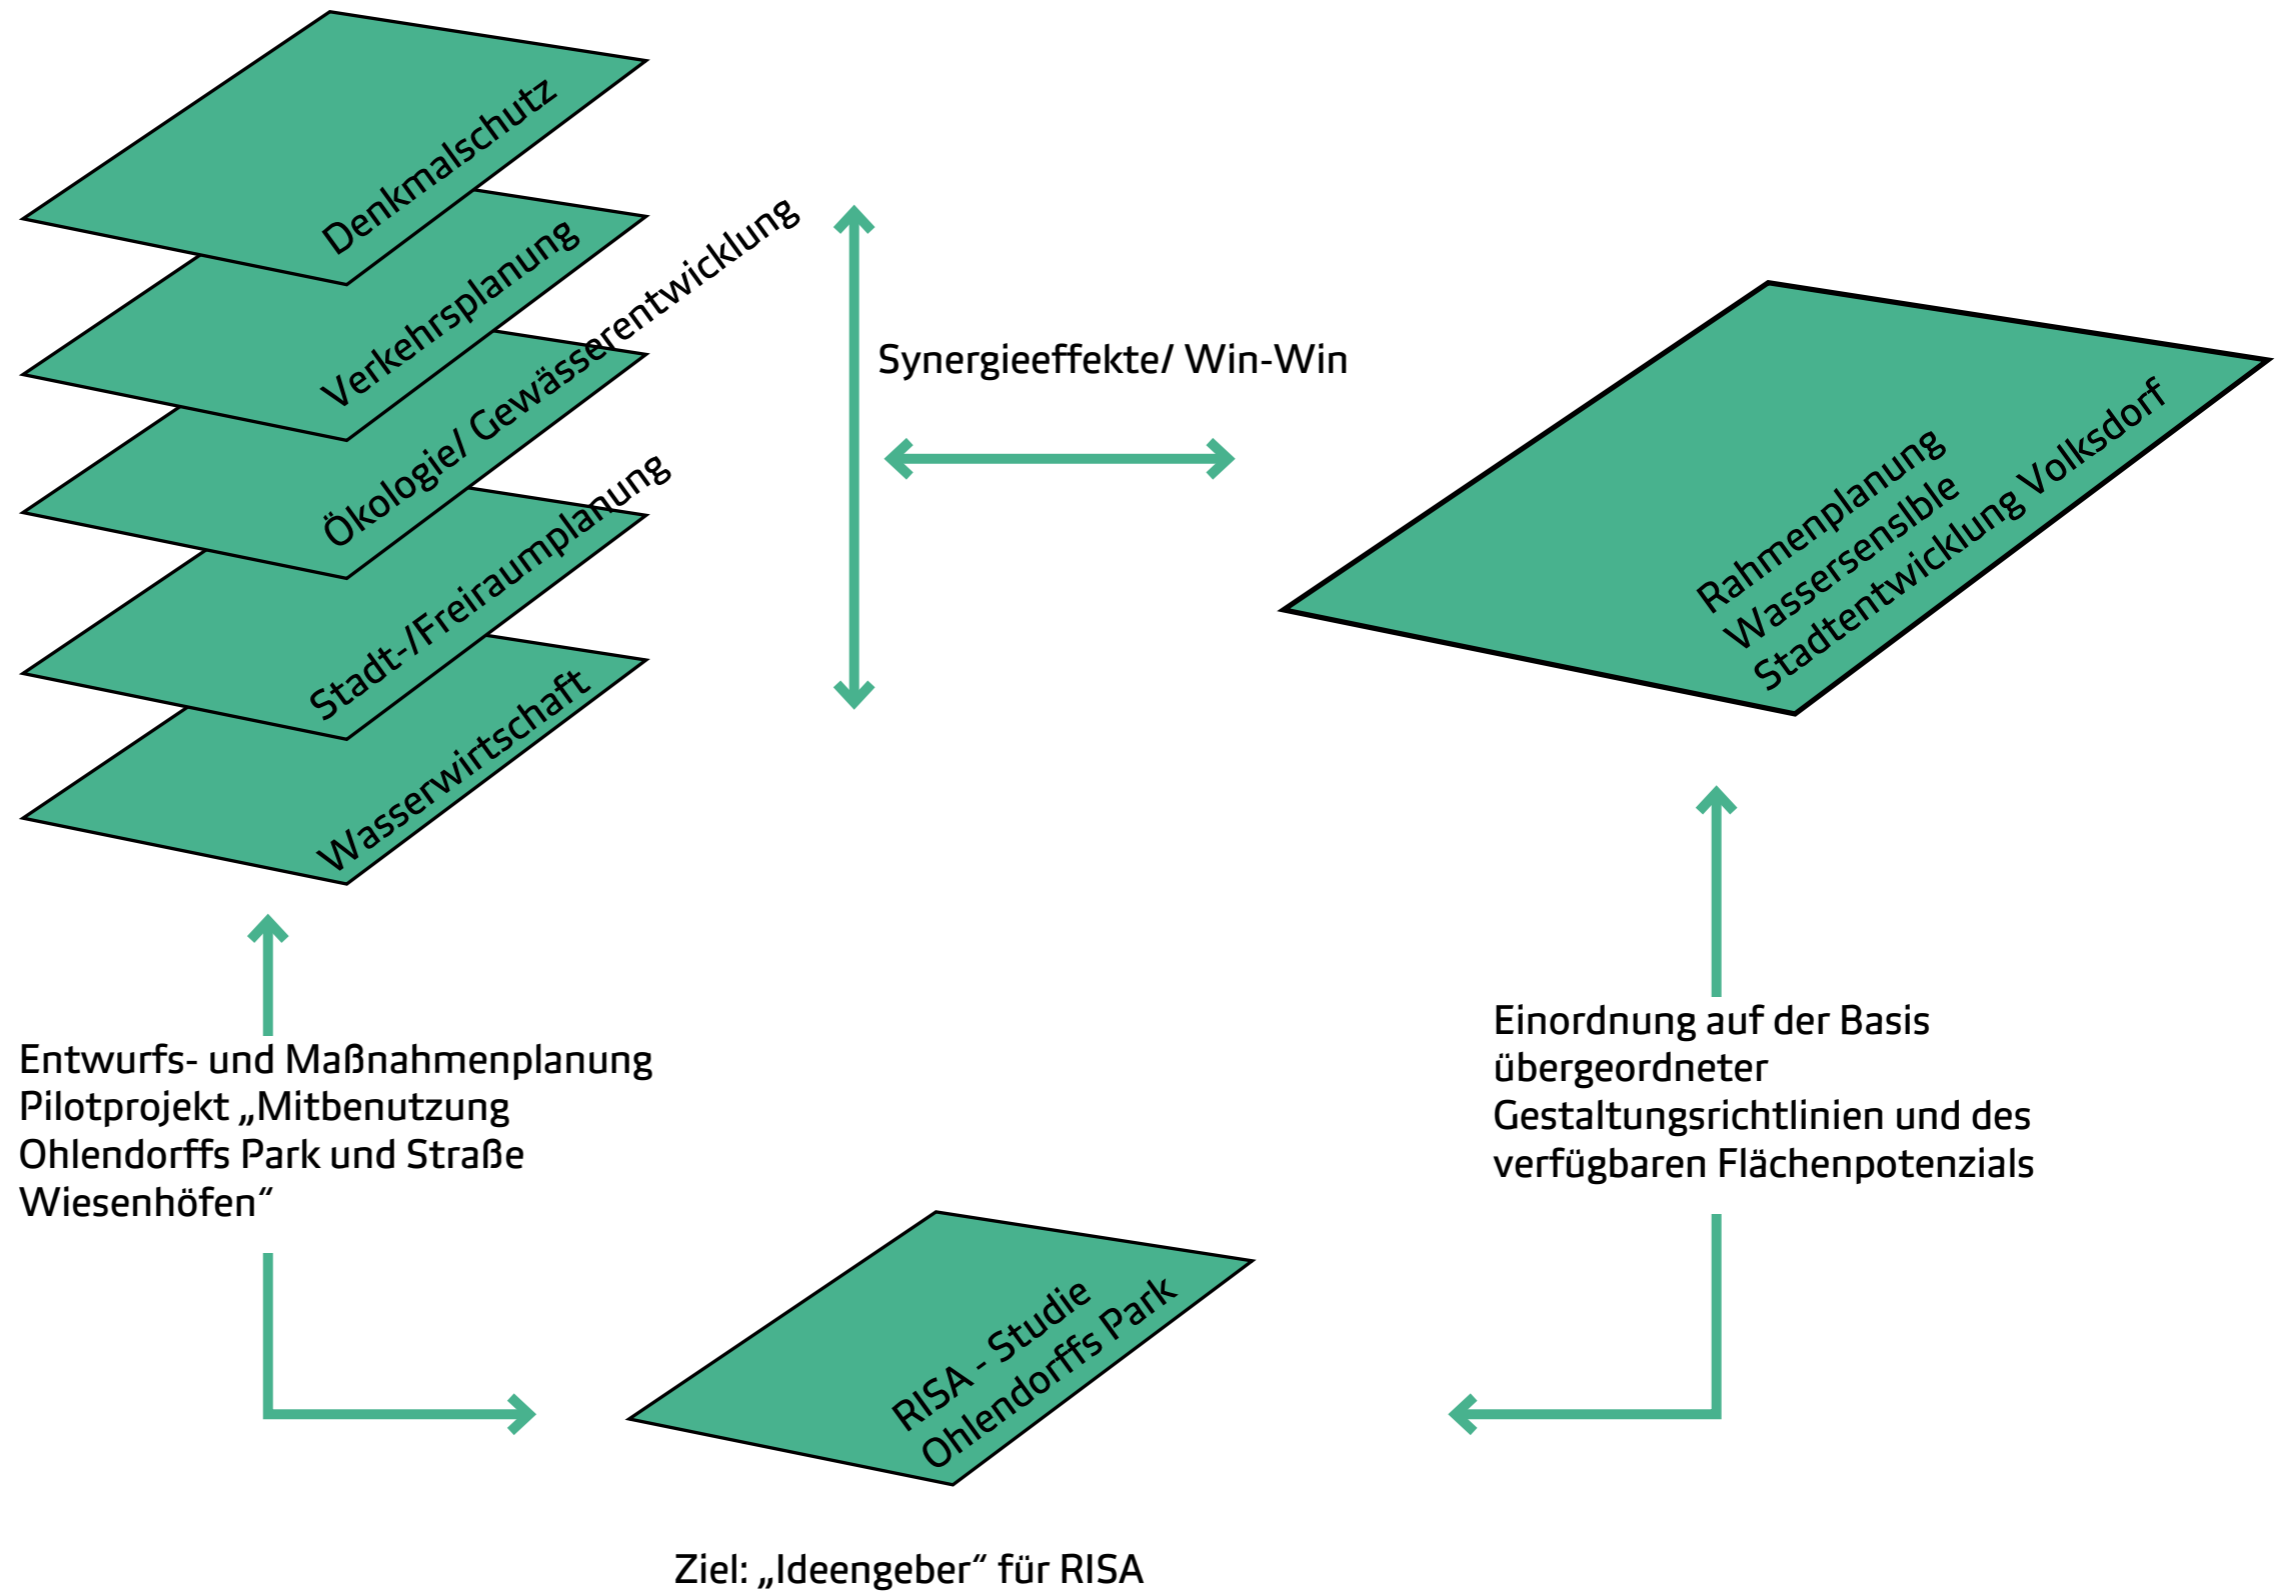 Denkmalschutz
Verkehrsplanung
Ökologie/ Gewässerentwicklung
Stadt-/Freiraumplanung
Wasserwirtschaft
Synergieeffekte/ Win-Win
Rahmenplanung
WassersensIble
Stadtentwicklung Volksdorf
Entwurfs- und Maßnahmenplanung
Pilotprojekt „Mitbenutzung
Ohlendorffs Park und Straße
Wiesenhöfen“
Einordnung auf der Basis
übergeordneter
Gestaltungsrichtlinien und des
verfügbaren Flächenpotenzials
RISA - Studie
Ohlendorffs Park
Ziel: „Ideengeber“ für RISA